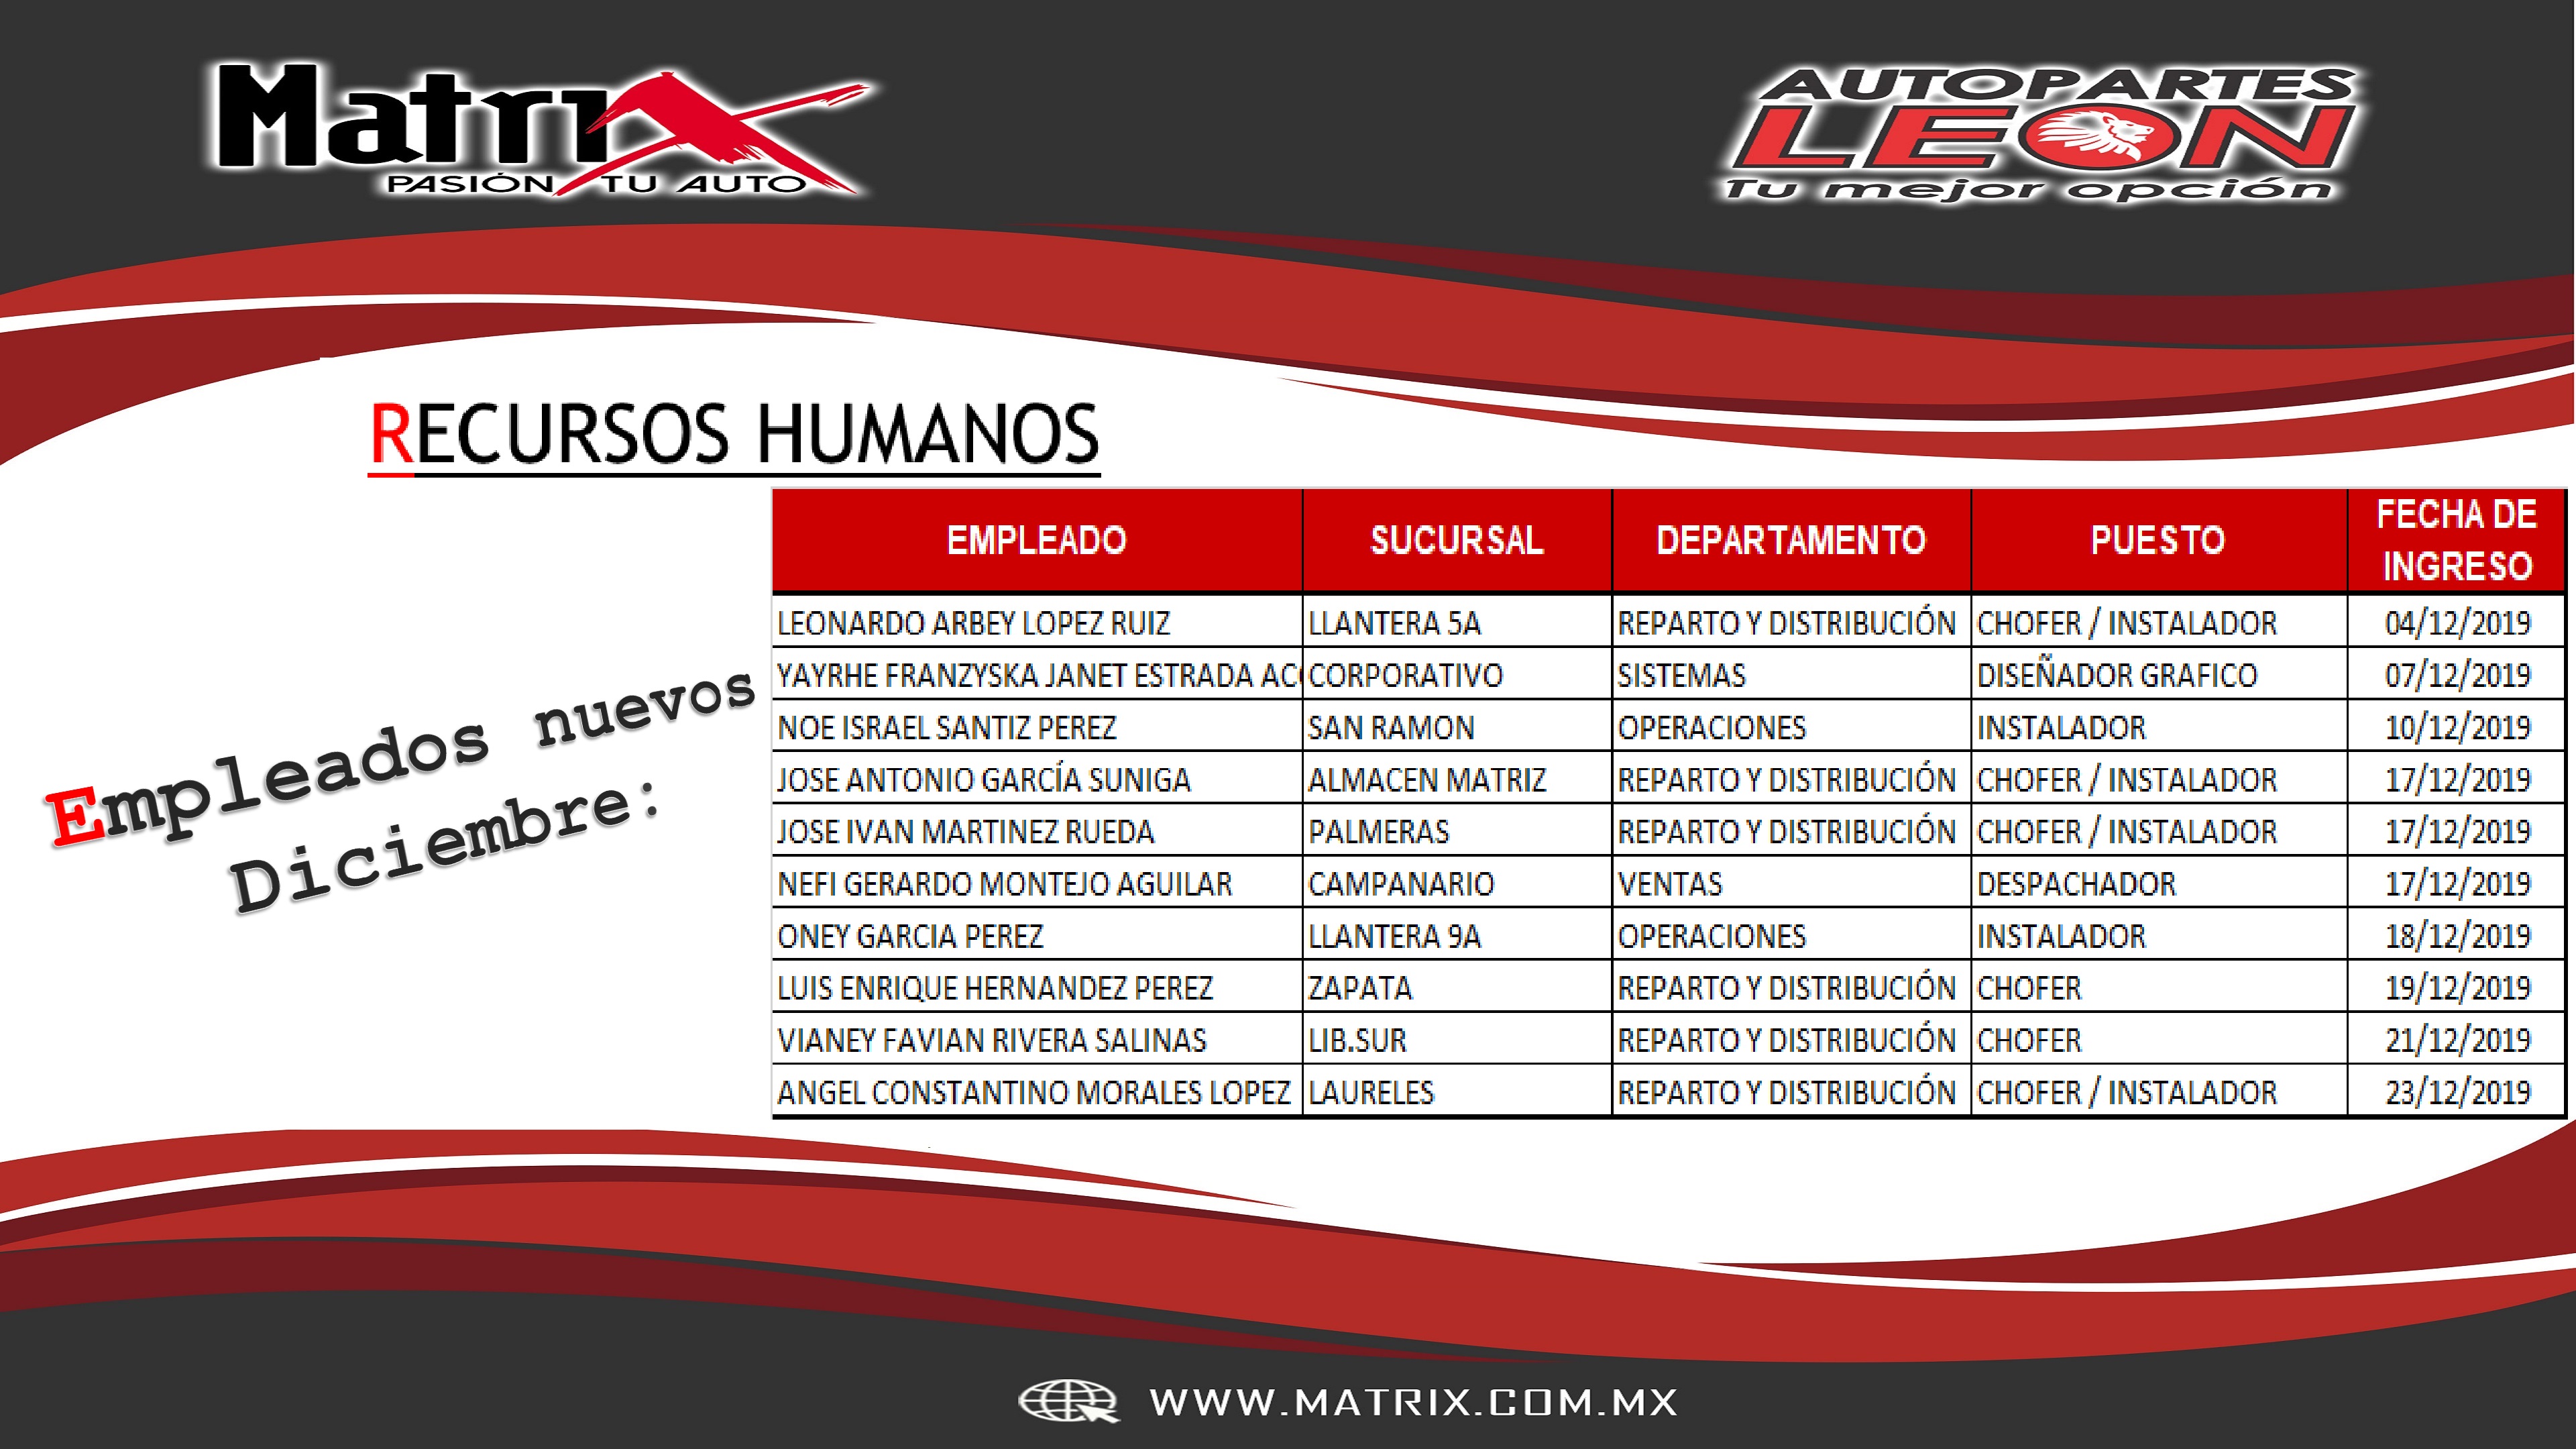 Matrix
PASIÓN TU AUTO
AUTOPARTES
LEON
Tu mejor opción
RECURSOS HUMANOS
Empleados nuevos
Diciembre:
EMPLEADO SUCURSAL DEPARTAMENTO PUESTO FECHA DE INGRESO
LEONARDO ARBEY LOPEZ RUIZ LLANTERA 5A REPARTO Y DISTRIBUCIÓN CHOFER / INSTALADOR 04/12/2019
YAYRHE FRANZYSKA JANET ESTRADA CORPORATIVO SISTEMAS DISEÑADOR GRAFICO 07/12/2019
NOE ISRAEL SANTIZ PEREZ SAN RAMON OPERACIONES INSTALADOR 10/12/2019
JOSE ANTONIO GARCÍA SUNIGA ALMACEN MATRIZ REPARTO Y DISTRIBUCIÓN CHOFER / INSTALADOR 17/12/2019
JOSE IVAN MARTINEZ RUEDA PALMERAS REPARTO Y DISTRIBUCIÓN CHOFER / INSTALADOR 17/12/2019
NEFI GERARDO MONTEJO AGUILAR CAMPANARIO VENTAS DESPACHADOR 17/12/2019
ONEY GARCIA PEREZ LLANTERA 9A OPERACIONES INSTALADOR 18/12/2019
LUIS ENRIQUE HERNANDEZ PEREZ ZAPATA REPARTO Y DISTRIBUCIÓN CHOFER 19/12/2019
VIANEY FAVIAN RIVERA SALINAS LIB.SUR REPARTO Y DISTRIBUCIÓN CHOFER 21/12/2019
ANGEL CONSTANTINO MORALES LOPEZ LAURELES REPARTO Y DISTRIBUCIÓN CHOFER / INSTALADOR 23/12/2019
WWW.MATRIX.COM.MX